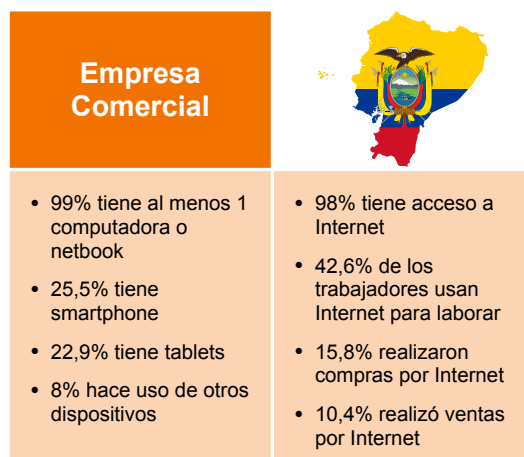 Empresa
Comercial
• 99% tiene al menos 1
computadora o
netbook
• 25,5% tiene
smartphone
• 22,9% tiene tablets
• 8% hace uso de otros
dispositivos
• 98% tiene acceso a
Internet
• 42,6% de los
trabajadores usan
Internet para laborar
• 15,8% realizaron
compras por Internet
• 10,4% realizó ventas
por Internet